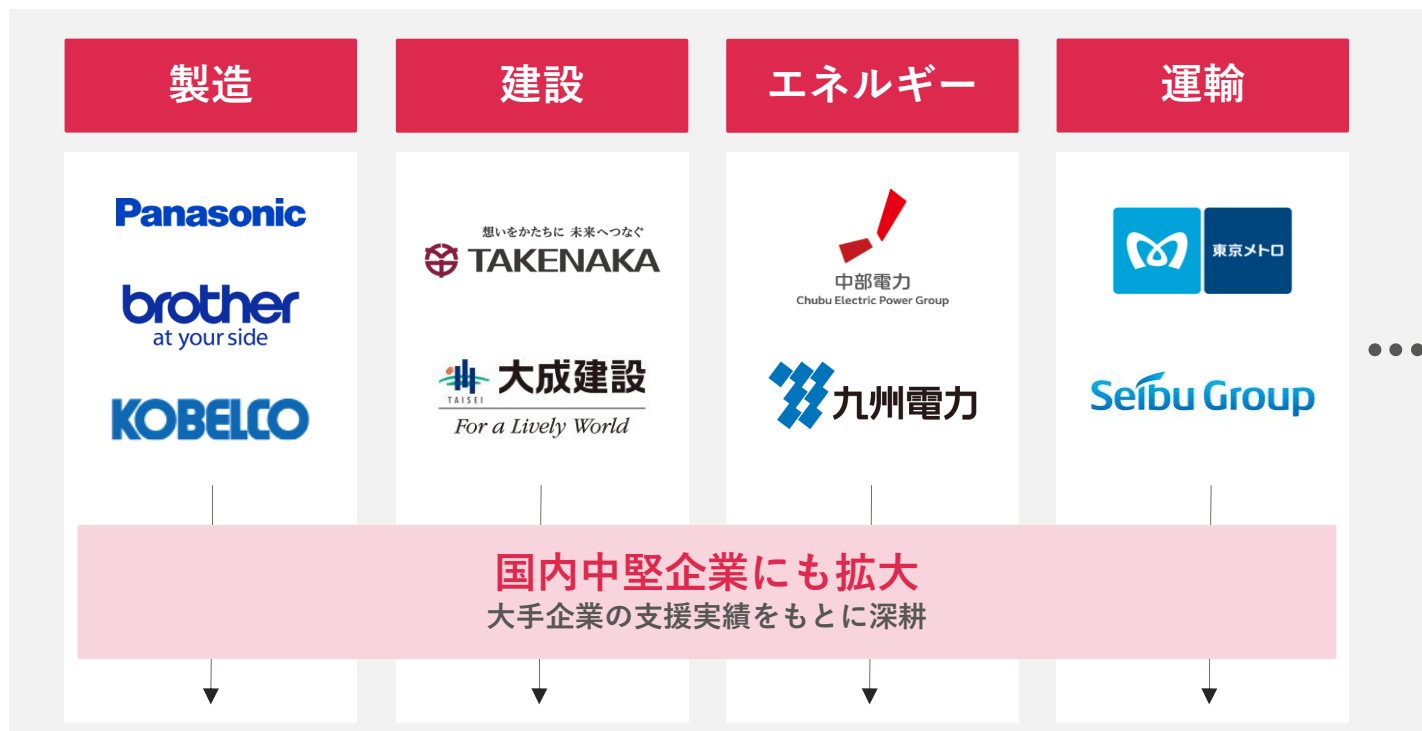 製造
Panasonic
brother
at your side
KOBELCO
建設
想いをかたちに 未来へつなぐ
TAKENAKA
TAISEI
大成建設
For a Lively World
エネルギー
中部電力
Chubu Electric Power Group
九州電力
運輸
東京メトロ
Seibu Group
国内中堅企業にも拡大
大手企業の支援実績をもとに深耕